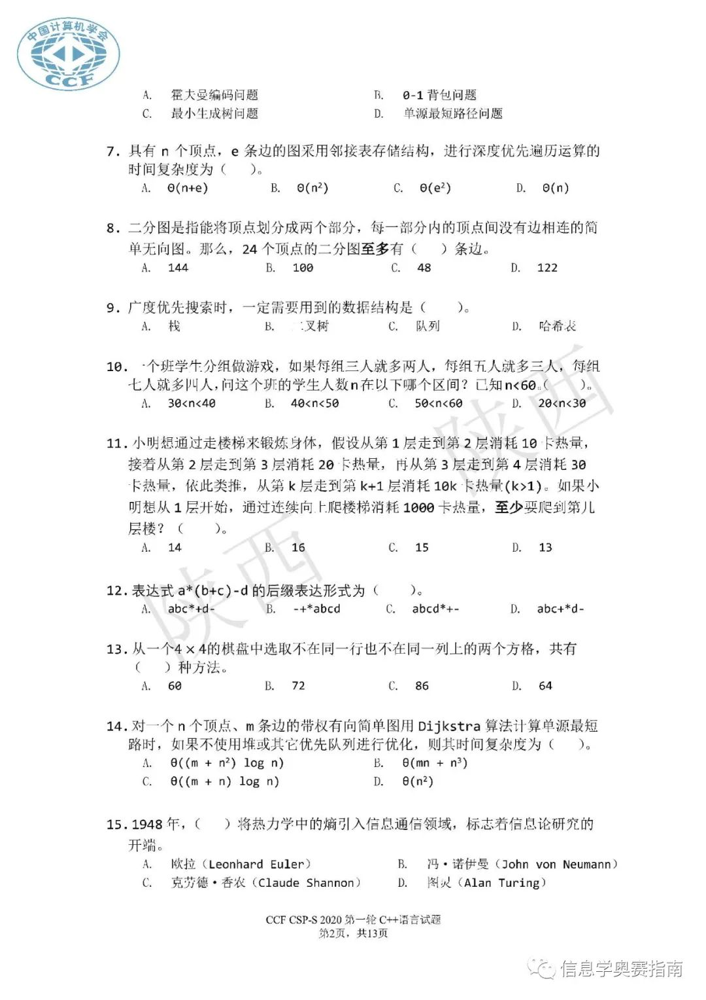 中国计算机学会
CCF
A. 霍夫曼编码问题 B. 0-1 背包问题
C. 最小生成树问题 D. 单源最短路径问题
7. 具有 n 个顶点，e 条边的图采用邻接表存储结构，进行深度优先遍历运算的
时间复杂度为（ ）。
A. Θ(n+e) B. Θ(n²) C. Θ(e²) D. Θ(n)
8. 二分图是指能将顶点划分成两个部分，每一部分内的顶点间没有边相连的简
单无向图。那么，24 个顶点的二分图至多有（ ）条边。
A. 144 B. 100 C. 48 D. 122
9. 广度优先搜索时，一定需要用到的数据结构是（ ）。
A. 栈 B. 二叉树 C. 队列 D. 哈希表
10. 一个班学生分组做游戏，如果每组三人就多两人，每组五人就多三人，每组
七人就多四人，问这个班的学生人数n在以下哪个区间？已知n<60。（ ）。
A. 30<n<40 B. 40<n<50 C. 50<n<60 D. 20<n<30
11. 小明想通过走楼梯来锻炼身体，假设从第 1 层走到第 2 层消耗 10 卡热量，
接着从第 2 层走到第 3 层消耗 20 卡热量，再从第 3 层走到第 4 层消耗 30
卡热量，依此类推，从第 k 层走到第 k+1 层消耗 10k 卡热量(k>1)。如果小
明想从 1 层开始，通过连续向上爬楼梯消耗 1000 卡热量，至少要爬到第几
层楼？（ ）。
A. 14 B. 16 C. 15 D. 13
12. 表达式 a*(b+c)-d 的后缀表达形式为（ ）。
A. abc*+d- B. -+*abcd C. abcd*+- D. abc+*d-
13. 从一个4 × 4的棋盘中选取不在同一行也不在同一列上的两个方格，共有
（ ）种方法。
A. 60 B. 72 C. 86 D. 64
14. 对一个 n 个顶点、m 条边的带权有向简单图用 Dijkstra 算法计算单源最短
路时，如果不使用堆或其它优先队列进行优化，则其时间复杂度为（ ）。
A. θ((m + n²) log n) B. θ(mn + n³)
C. θ((m + n) log n) D. θ(n²)
15. 1948 年，（ ）将热力学中的熵引入信息通信领域，标志着信息论研究的
开端。
A. 欧拉（Leonhard Euler） B. 冯·诺伊曼（John von Neumann）
C. 克劳德·香农（Claude Shannon） D. 图灵（Alan Turing）
CCF CSP-S 2020 第一轮 C++语言试题
第2页，共13页
陕西
陕西
信息学奥赛指南